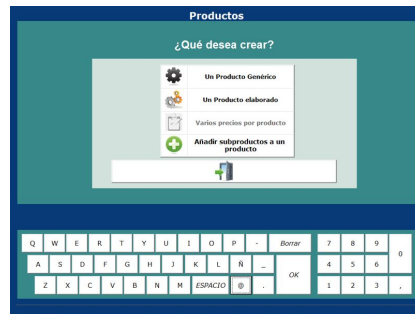 Productos
¿Qué desea crear?
Un Producto Genérico
Un Producto elaborado
Varios precios por producto
Añadir subproductos a un
producto
Q W E R T Y U I O P - Borrar 7 8 9
0
A S D F G H J K L Ñ _ OK 4 5 6
Z X C V B N M ESPACIO @ . 1 2 3 ,